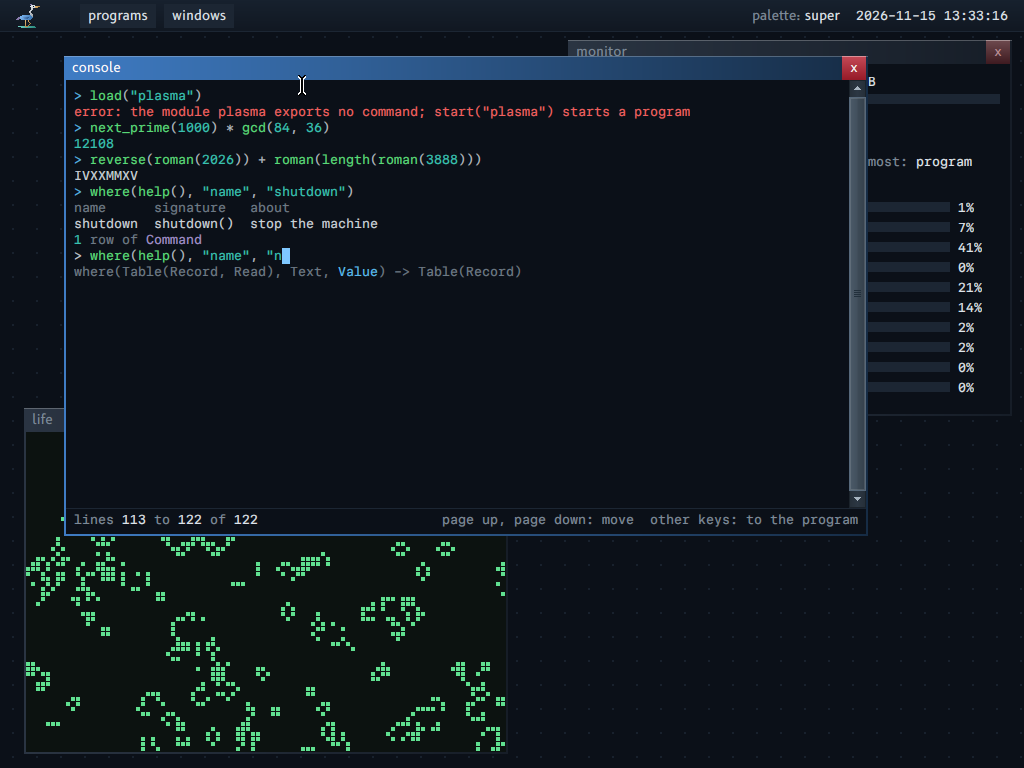 programs windows palette: super 2026-11-15 13:33:16
monitor x
console x
B
> load("plasma")
error: the module plasma exports no command; start("plasma") starts a program
> next_prime(1000) * gcd(84, 36)
12108
> reverse(roman(2026)) + roman(length(roman(3888)))
IVXXMMXV
> where(help(), "name", "shutdown")
name signature about
shutdown shutdown() stop the machine
1 row of Command
> where(help(), "name", "n
where(Table(Record, Read), Text, Value) -> Table(Record)
most: program
1%
7%
41%
0%
21%
14%
2%
2%
0%
0%
lines 113 to 122 of 122 page up, page down: move other keys: to the program
life